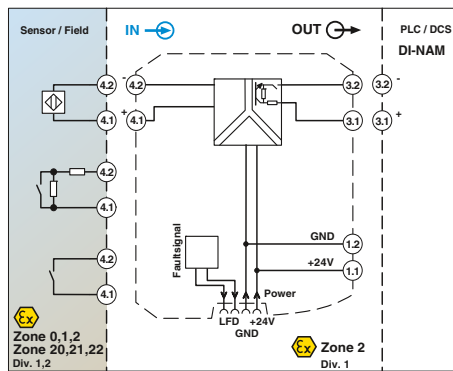 Sensor / Field
IN
OUT
PLC / DCS
DI-NAM
4.2
-
4.2
3.2
3.2
-
4.1
+
4.1
3.1
3.1
+
4.2
4.1
4.2
4.1
Faultsignal
GND
1.2
+24V
1.1
Power
LFD
+24V
GND
Ex
Zone 0,1,2
Zone 20,21,22
Div. 1,2
Ex
Zone 2
Div. 1